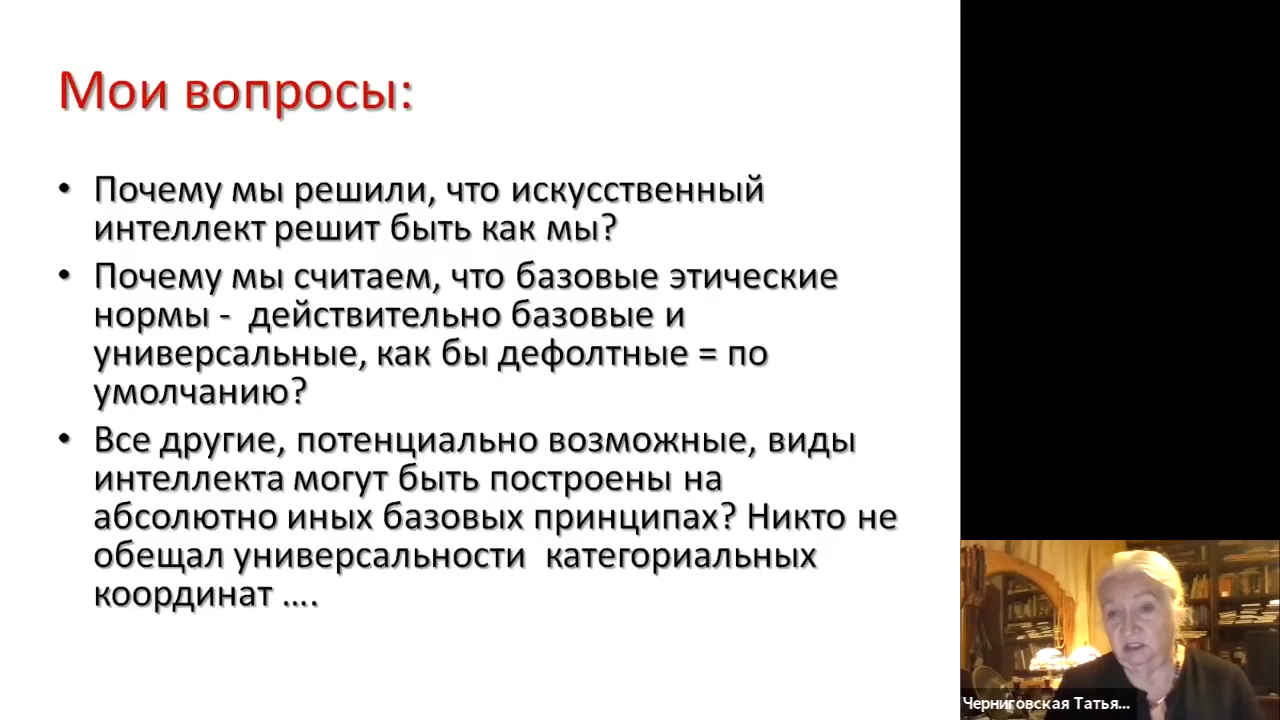 Мои вопросы:
• Почему мы решили, что искусственный
интеллект решит быть как мы?
• Почему мы считаем, что базовые этические
нормы - действительно базовые и
универсальные, как бы дефолтные = по
умолчанию?
• Все другие, потенциально возможные, виды
интеллекта могут быть построены на
абсолютно иных базовых принципах? Никто не
обещал универсальности категориальных
координат ....
Черниговская Татья...